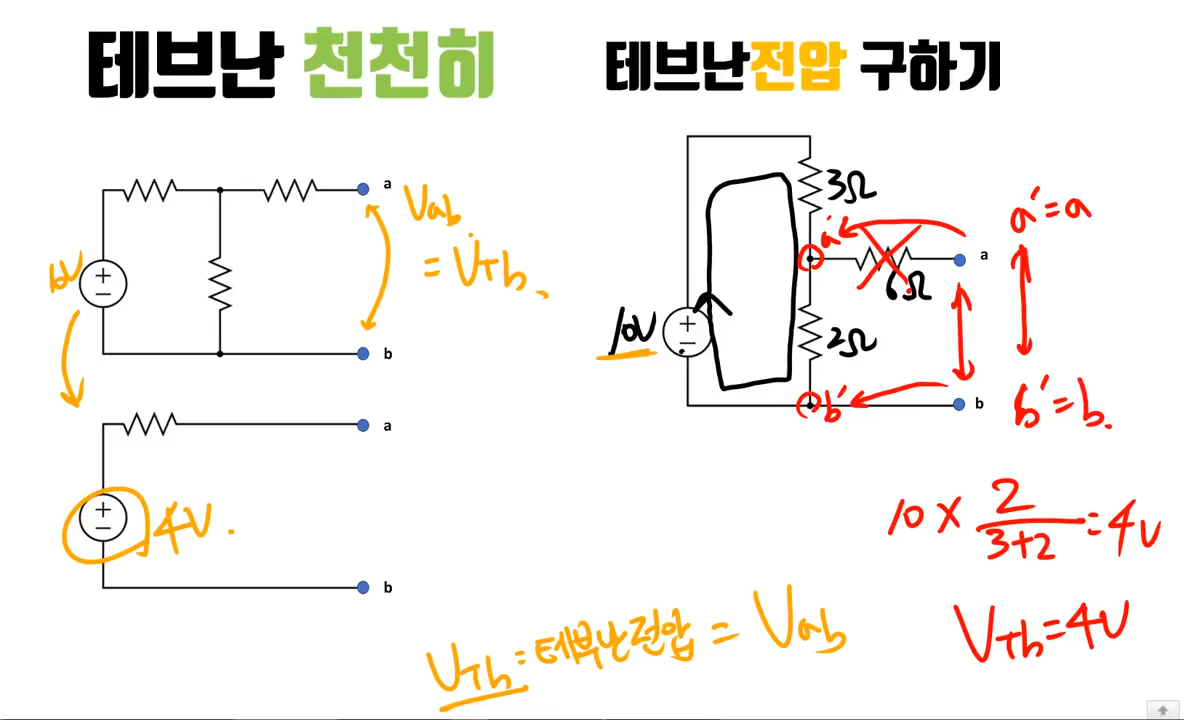 테브난 천천히
테브난전압 구하기
a
Vab
= VTh.
10V
b
a
4V.
b
3Ω
a'
a
6Ω
10V
2Ω
b'
b
a'=a
b'=b.
10 × 2/3+2 = 4V
VTh=4V
VTh = 테부난전압 = Vab